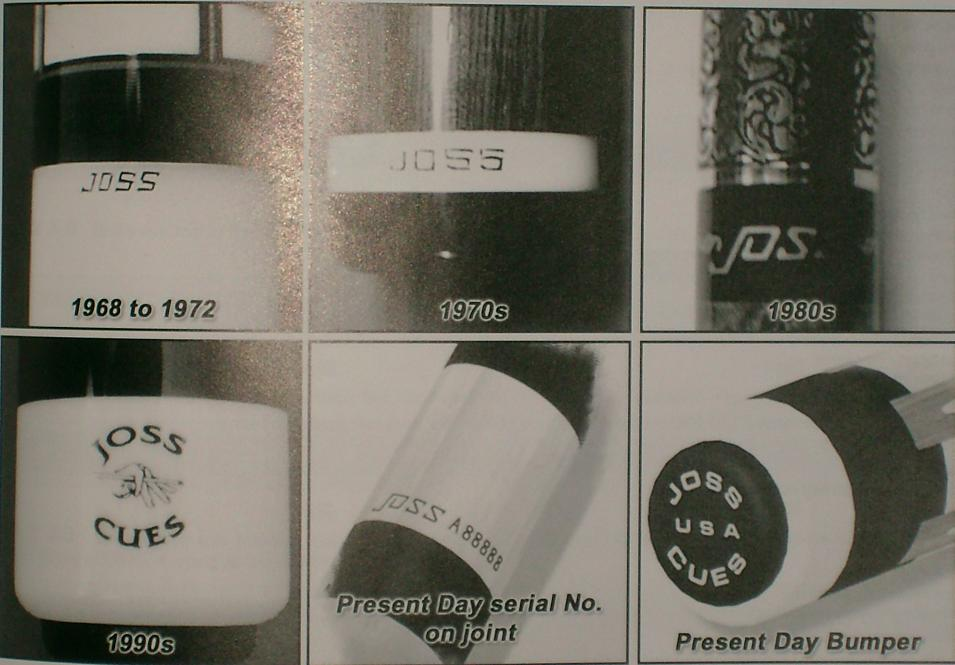 JOSS
1968 to 1972
JOSS
1970s
JOS
1980s
JOSS
CUES
1990s
JOSS A88888
Present Day serial No.
on joint
JOSS
USA
CUES
Present Day Bumper